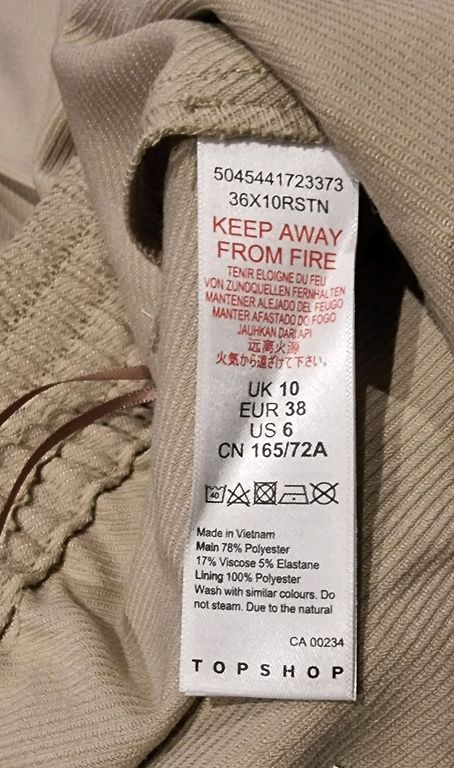 5045441723373
36X10RSTN
KEEP AWAY
FROM FIRE
TENIR ELOIGNE DU FEU
VON ZUNDQUELLEN FERNHALTEN
MANTENER ALEJADO DEL FEUGO
MANTER AFASTADO DO FOGO
JAUHKAN DARI API
远离火源
火気から遠ざけて下さい。
UK 10
EUR 38
US 6
CN 165/72A
40
Made in Vietnam
Main 78% Polyester
17% Viscose 5% Elastane
Lining 100% Polyester
Wash with similar colours. Do
not steam. Due to the natural
CA 00234
TOPSHOP